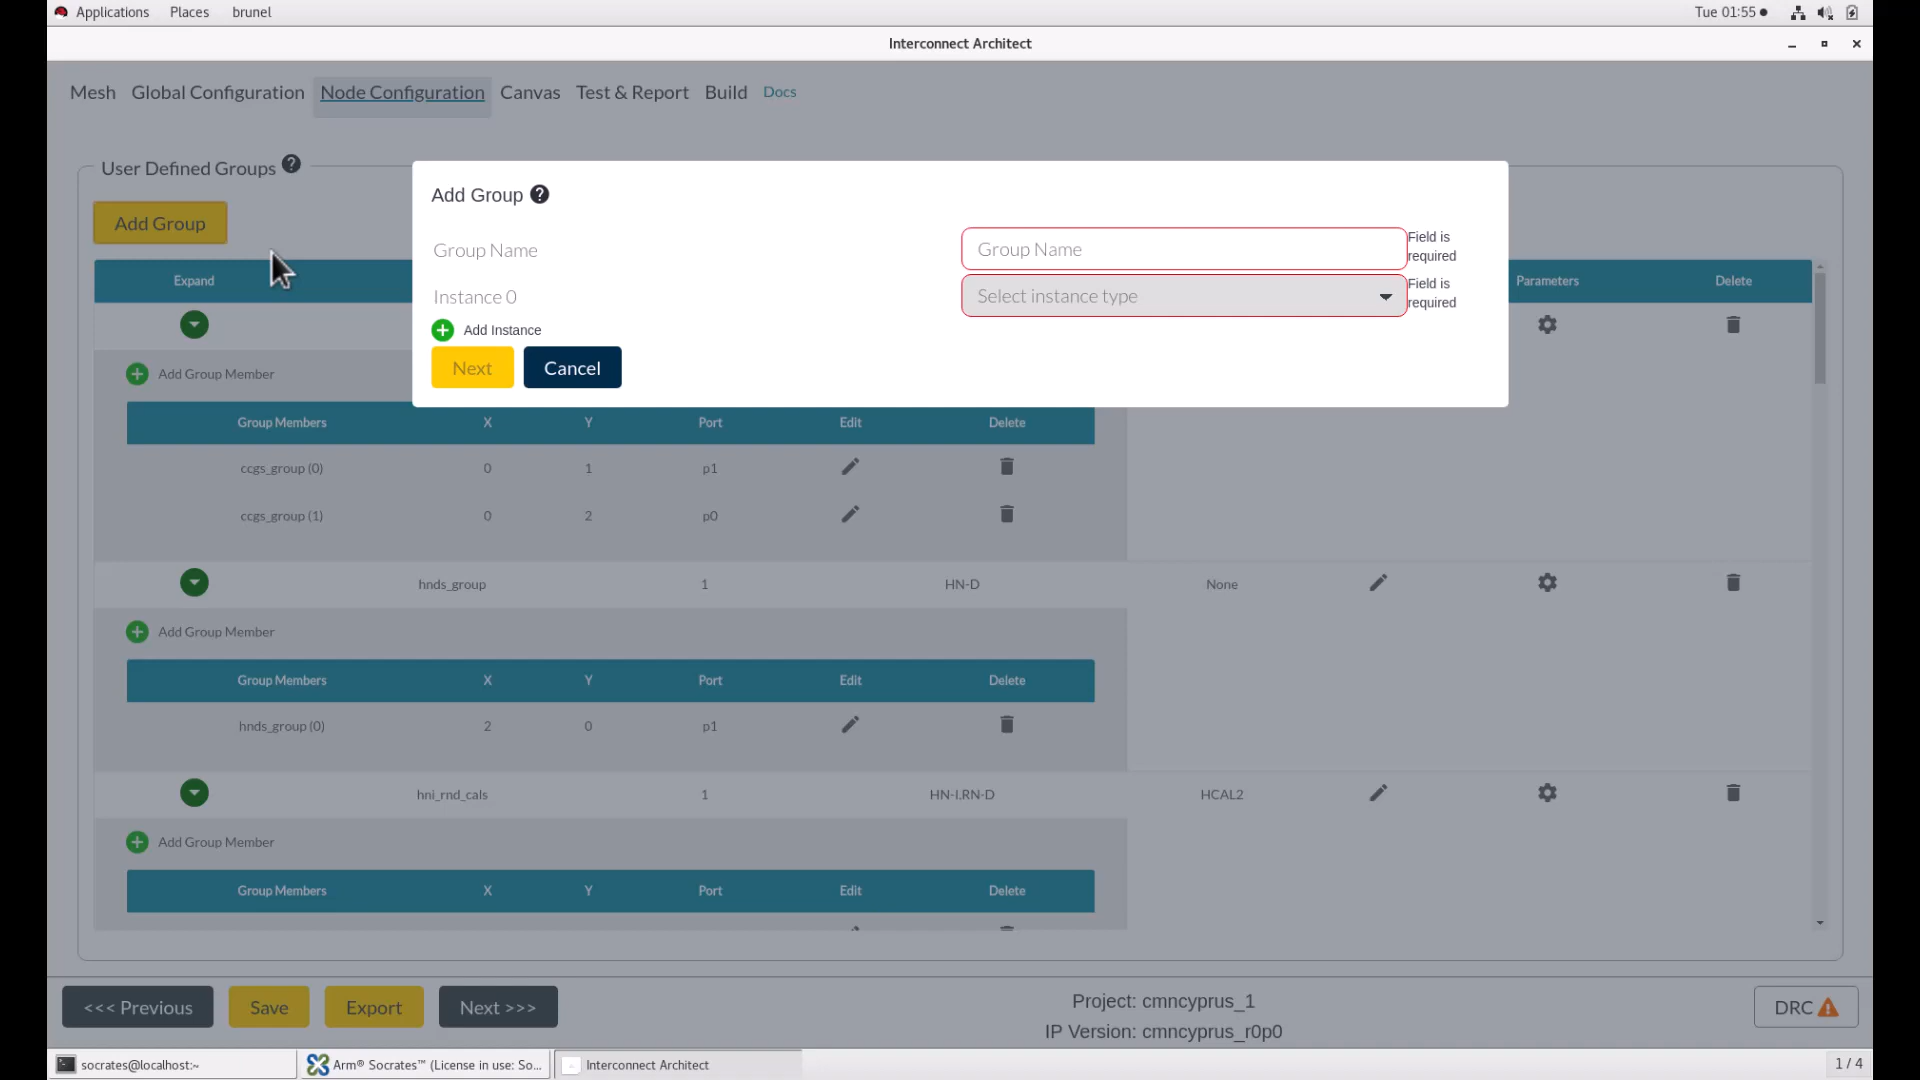 Applications Places brunel Tue 01:55
Interconnect Architect
Mesh Global Configuration Node Configuration Canvas Test & Report Build Docs
User Defined Groups ?
Add Group
Add Group ?
Group Name Group Name Field is required
Instance 0 Select instance type Field is required
Add Instance
Next Cancel
Expand Parameters Delete
Add Group Member
Group Members X Y Port Edit Delete
ccgs_group (0) 0 1 p1
ccgs_group (1) 0 2 p0
hnds_group 1 HN-D None
Add Group Member
Group Members X Y Port Edit Delete
hnds_group (0) 2 0 p1
hni_rnd_cals 1 HN-I,RN-D HCAL2
Add Group Member
Group Members X Y Port Edit Delete
<<< Previous Save Export Next >>>
Project: cmncyprus_1
IP Version: cmncyprus_r0p0
DRC
socrates@localhost:~ Arm® Socrates™ (License in use: So... Interconnect Architect 1 / 4